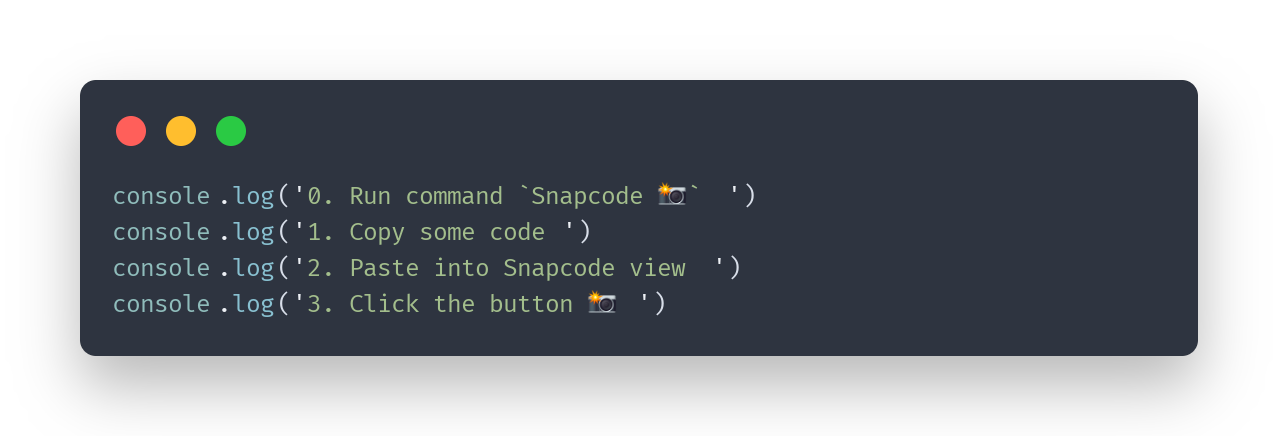 console.log('0. Run command `Snapcode 📸` ')
console.log('1. Copy some code ')
console.log('2. Paste into Snapcode view ')
console.log('3. Click the button 📸 ')